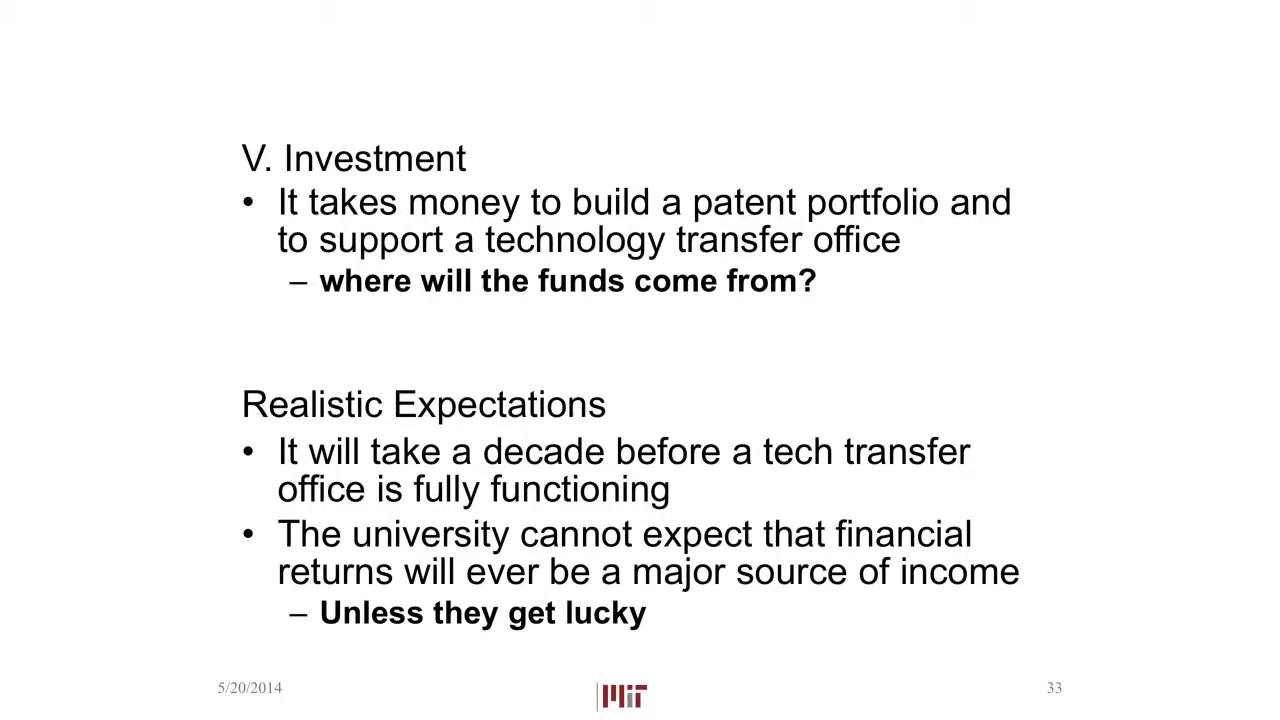 V. Investment
• It takes money to build a patent portfolio and
to support a technology transfer office
– where will the funds come from?
Realistic Expectations
• It will take a decade before a tech transfer
office is fully functioning
• The university cannot expect that financial
returns will ever be a major source of income
– Unless they get lucky
5/20/2014
MIT
33